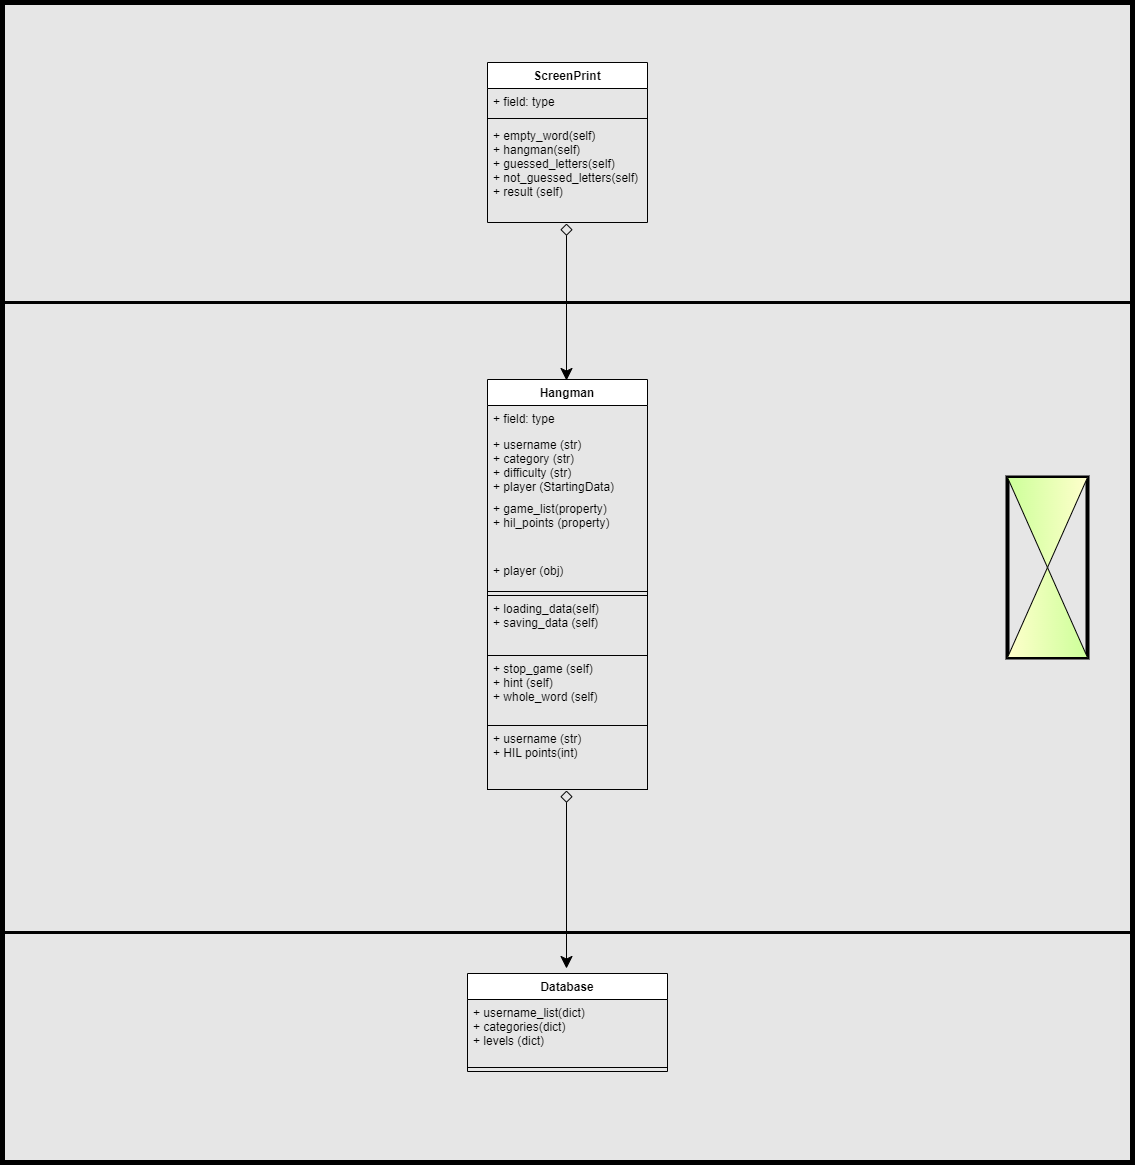 ScreenPrint
+ field: type
+ empty_word(self)
+ hangman(self)
+ guessed_letters(self)
+ not_guessed_letters(self)
+ result (self)
Hangman
+ field: type
+ username (str)
+ category (str)
+ difficulty (str)
+ player (StartingData)
+ game_list(property)
+ hil_points (property)
+ player (obj)
+ loading_data(self)
+ saving_data (self)
+ stop_game (self)
+ hint (self)
+ whole_word (self)
+ username (str)
+ HIL points(int)
Database
+ username_list(dict)
+ categories(dict)
+ levels (dict)